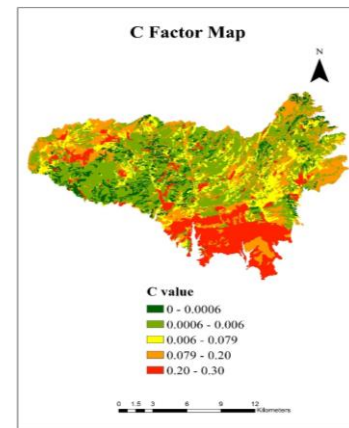 C Factor Map
N
C value
0 - 0.0006
0.0006 - 0.006
0.006 - 0.079
0.079 - 0.20
0.20 - 0.30
0 1.5 3 6 9 12
Kilometers